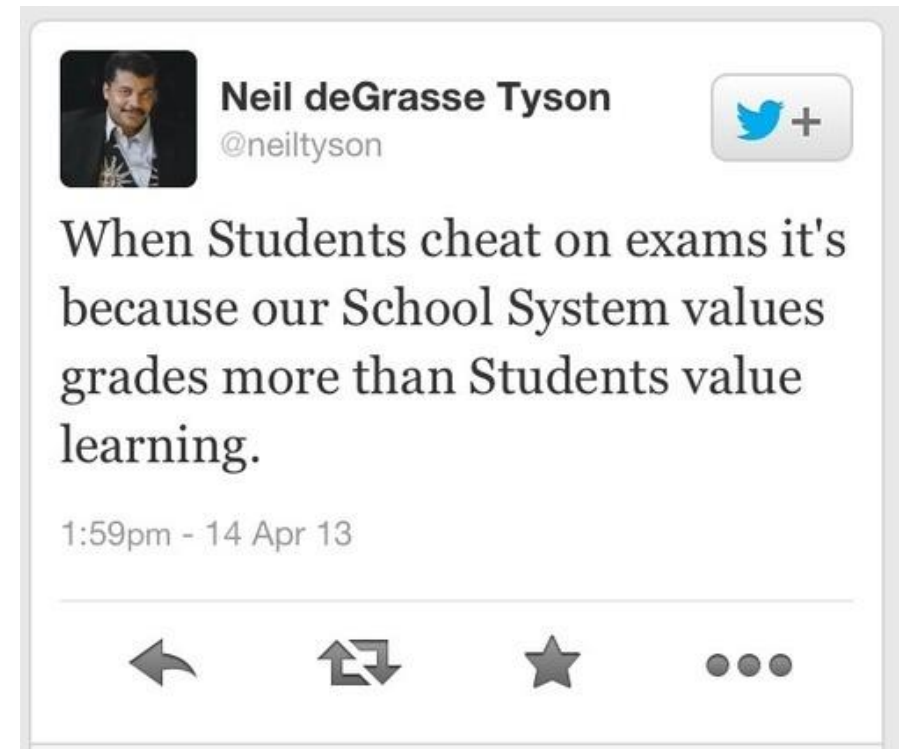 Neil deGrasse Tyson
@neiltyson
When Students cheat on exams it's
because our School System values
grades more than Students value
learning.
1:59pm - 14 Apr 13